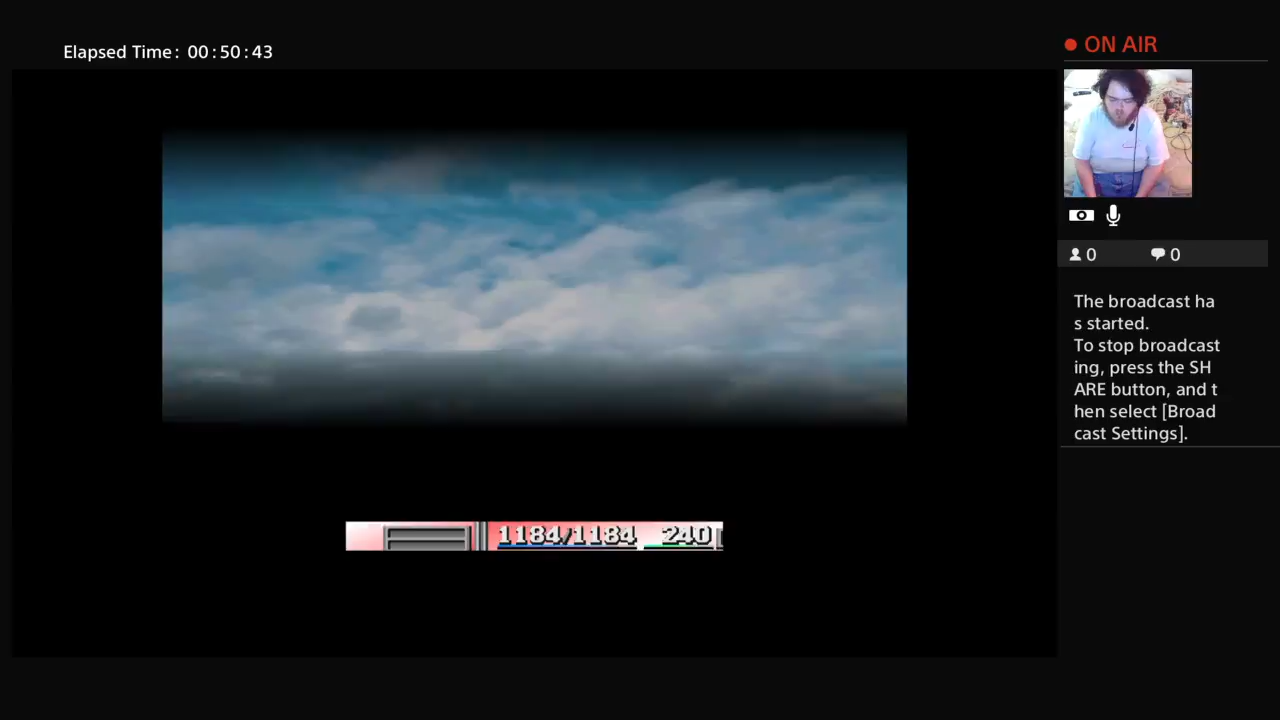 Elapsed Time: 00:50:43
ON AIR
0
0
The broadcast ha
s started.
To stop broadcast
ing, press the SH
ARE button, and t
hen select [Broad
cast Settings].
1184/1184 240